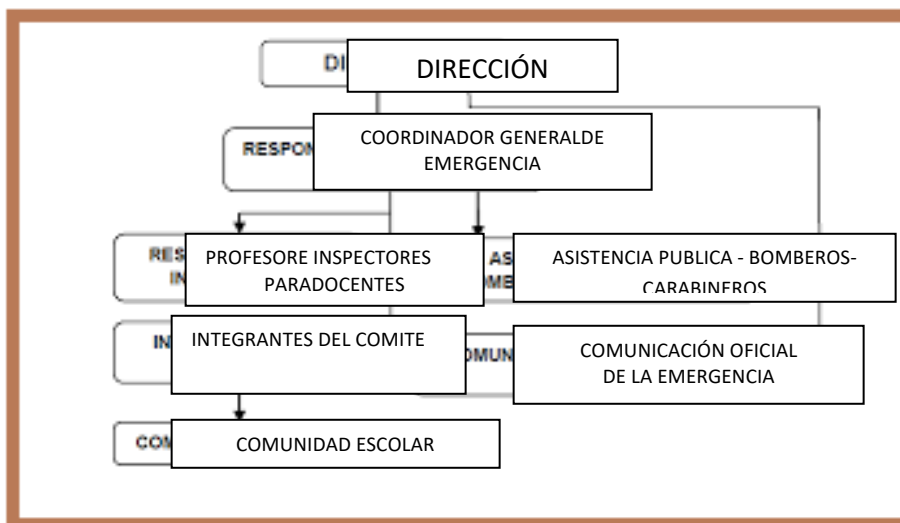 DIRECCIÓN
COORDINADOR GENERALDE
EMERGENCIA
PROFESORE INSPECTORES
PARADOCENTES
ASISTENCIA PUBLICA - BOMBEROS-
CARABINEROS
INTEGRANTES DEL COMITE
COMUNICACIÓN OFICIAL
DE LA EMERGENCIA
COMUNIDAD ESCOLAR